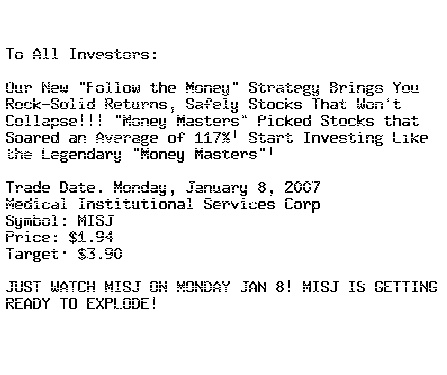 To All Investors:
Our New "Follow the Money" Strategy Brings You
Rock-Solid Returns, Safely Stocks That Won't
Collapse!!! "Money Masters" Picked Stocks that
Soared an Average of 117%! Start Investing Like
the Legendary "Money Masters"!
Trade Date. Monday, January 8, 2007
Medical Institutional Services Corp
Symbol: MISJ
Price: $1.94
Target: $3.90
JUST WATCH MISJ ON MONDAY JAN 8! MISJ IS GETTING
READY TO EXPLODE!